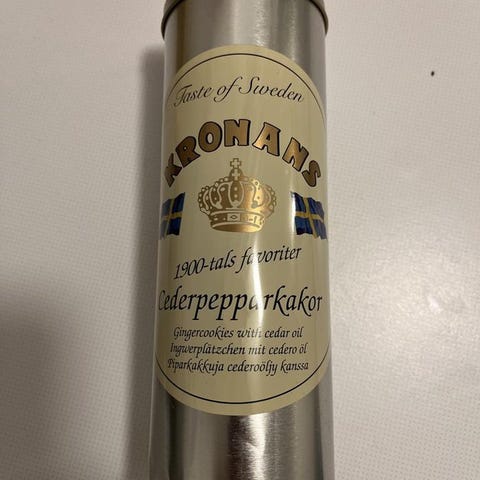 Taste of Sweden
KRONANS
1900-tals favoriter
Cederpepparkakor
Gingercookies with cedar oil
Ingwerplätzchen mit cedero öl
Piparkakkuja cederoöljy kanssa